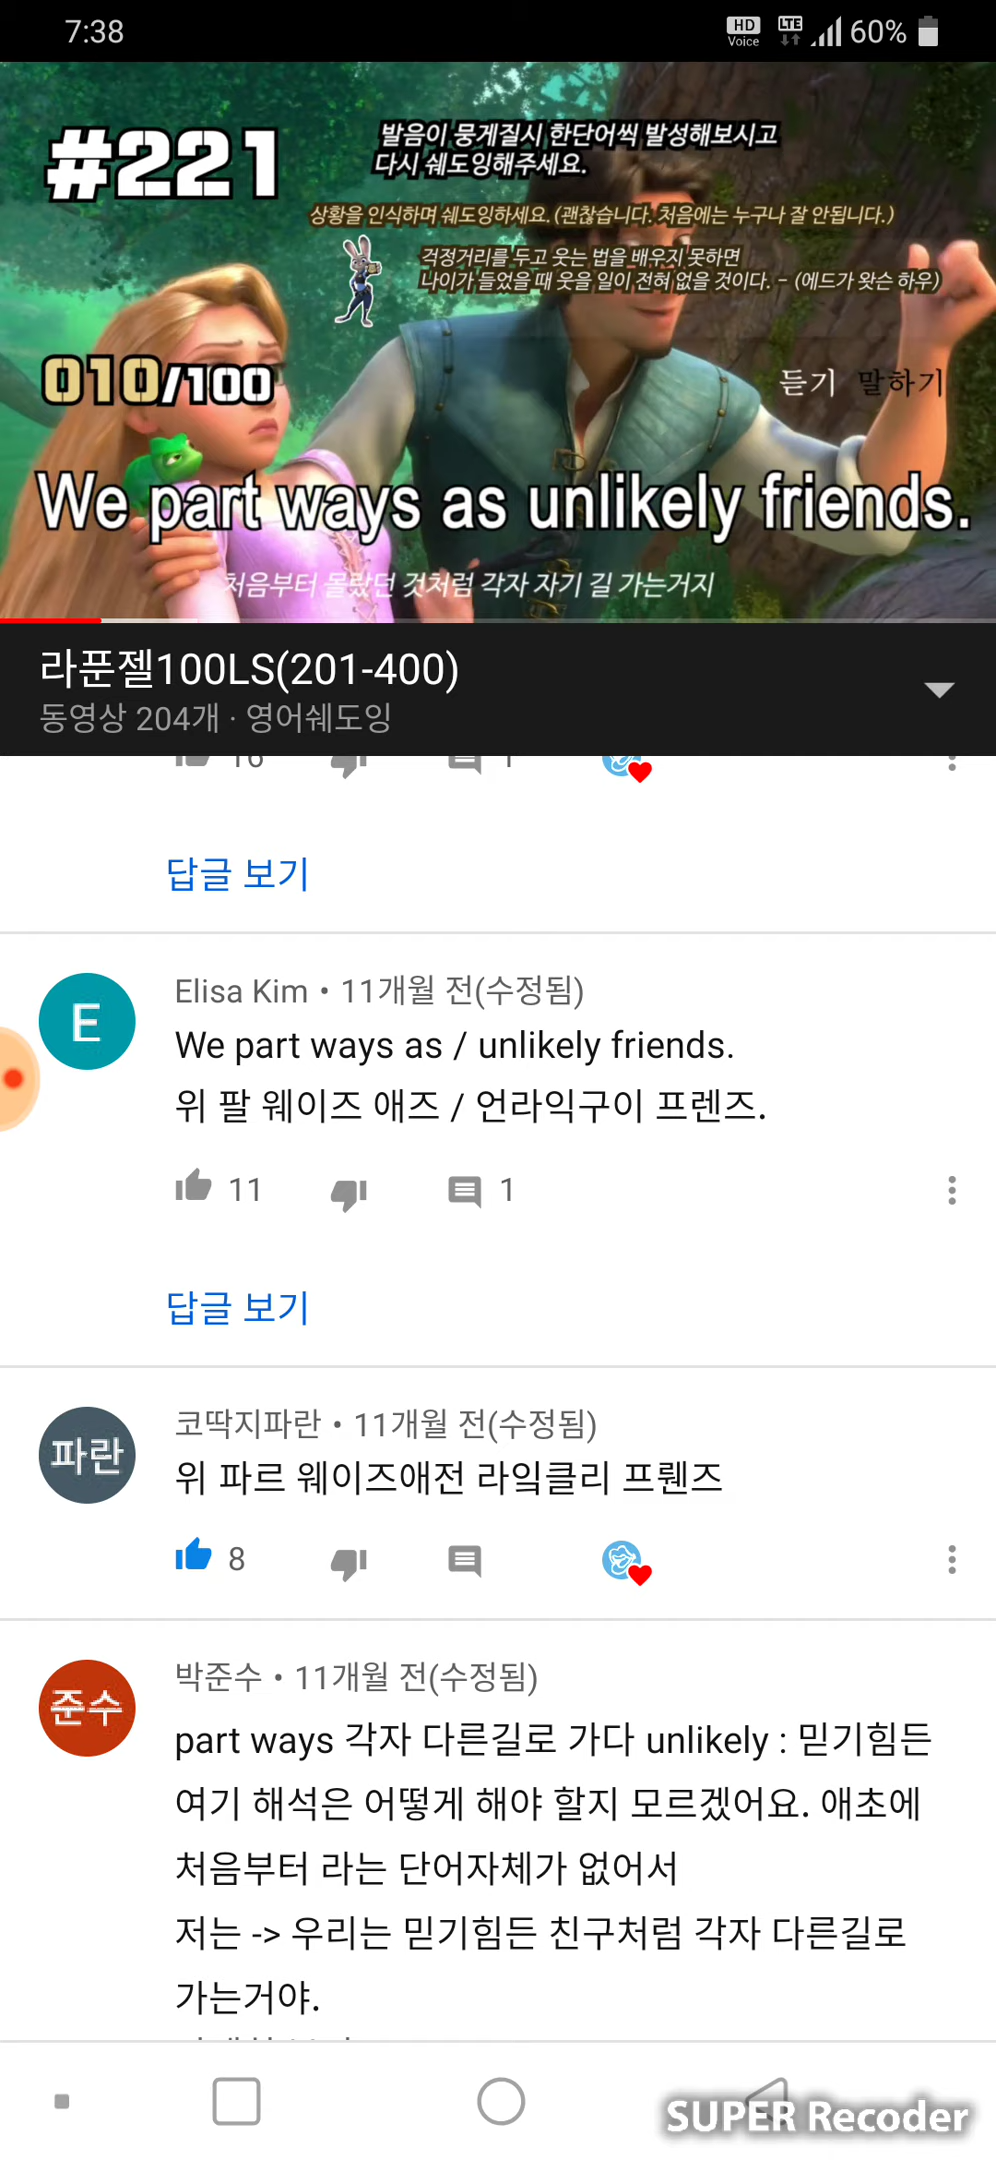 7:38
HD Voice LTE 60%
#221
발음이 뭉게질시 한단어씩 발성해보시고
다시 쉐도잉해주세요.
상황을 인식하며 쉐도잉하세요.(괜찮습니다. 처음에는 누구나 잘 안됩니다.)
걱정거리를 두고 웃는 법을 배우지 못하면
나이가 들었을 때 웃을 일이 전혀 없을 것이다. - (에드가 왓슨 하우)
010/100
듣기 말하기
We part ways as unlikely friends.
처음부터 몰랐던 것처럼 각자 자기 길 가는거지
라푼젤100LS(201-400)
동영상 204개 · 영어쉐도잉
16 1
답글 보기
E
Elisa Kim • 11개월 전(수정됨)
We part ways as / unlikely friends.
위 팔 웨이즈 애즈 / 언라익구이 프렌즈.
11 1
답글 보기
파란
코딱지파란 • 11개월 전(수정됨)
위 파르 웨이즈애전 라잌클리 프뤤즈
8
준수
박준수 • 11개월 전(수정됨)
part ways 각자 다른길로 가다 unlikely : 믿기힘든
여기 해석은 어떻게 해야 할지 모르겠어요. 애초에
처음부터 라는 단어자체가 없어서
저는 -> 우리는 믿기힘든 친구처럼 각자 다른길로
가는거야.
SUPER Recoder